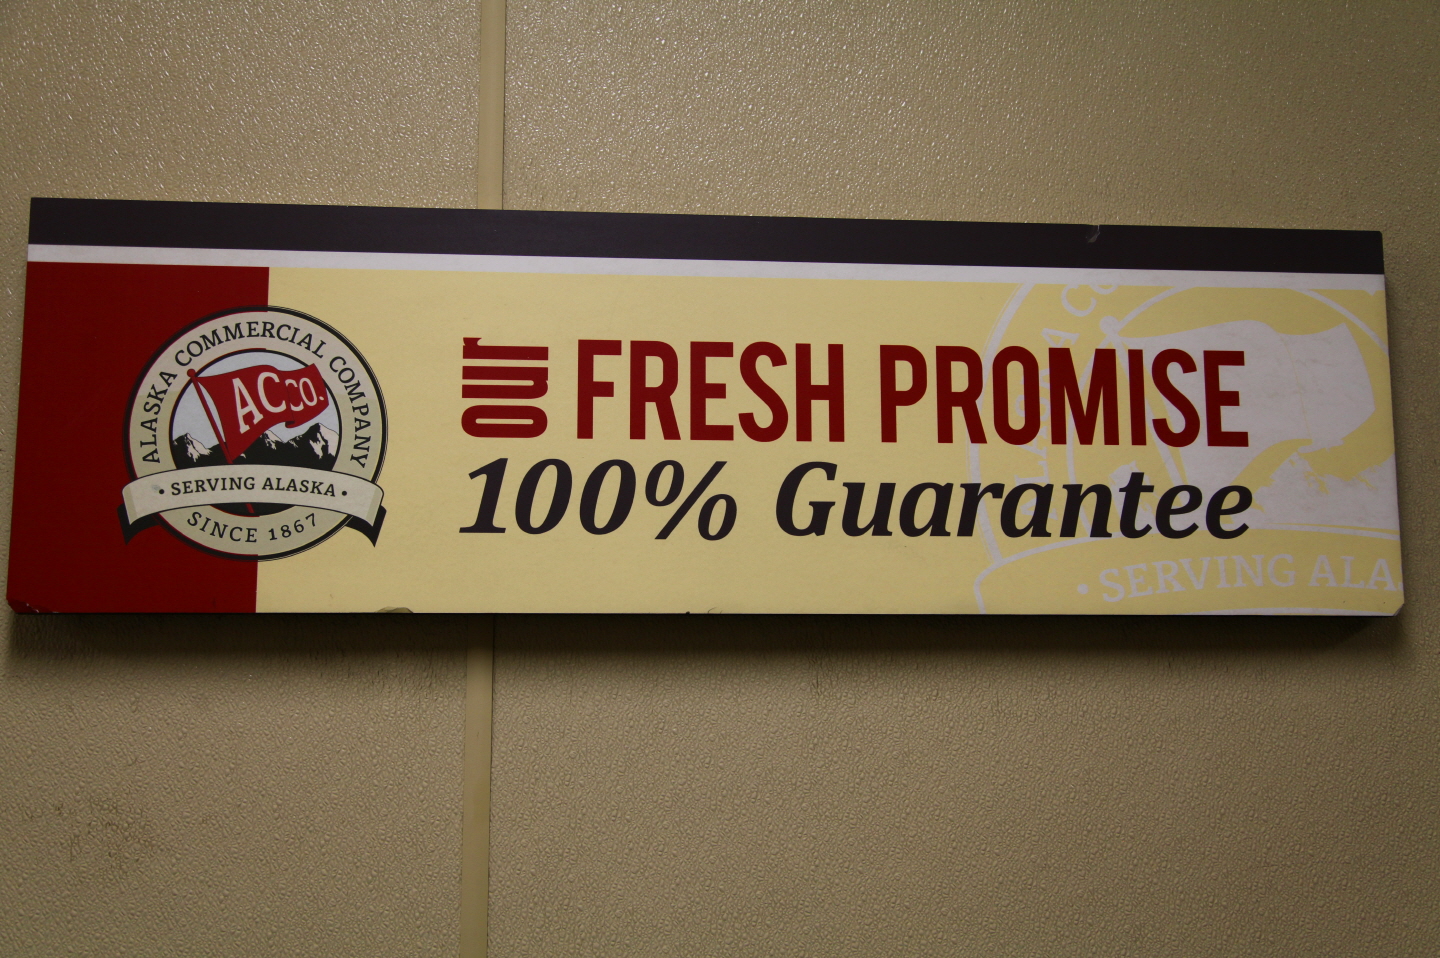 ALASKA COMMERCIAL COMPANY
AC CO.
• SERVING ALASKA •
SINCE 1867
our FRESH PROMISE
100% Guarantee
• SERVING ALA